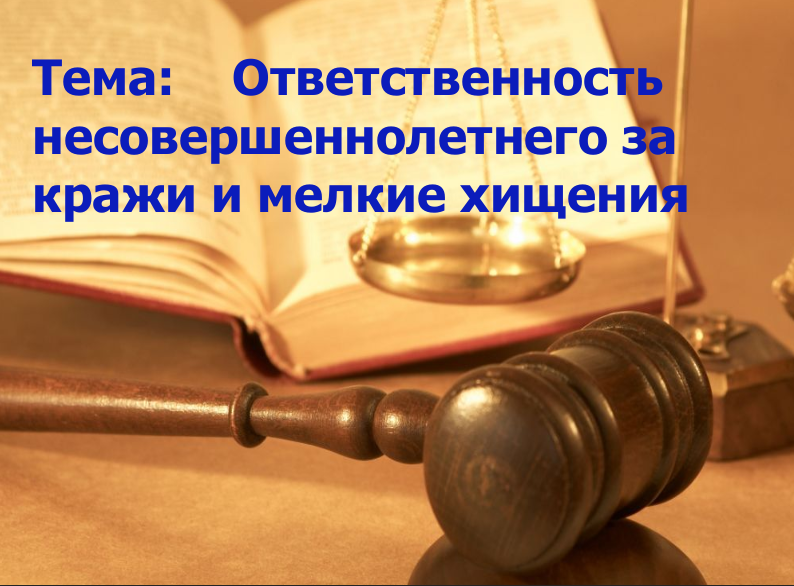 Тема: Ответственность
несовершеннолетнего за
кражи и мелкие хищения